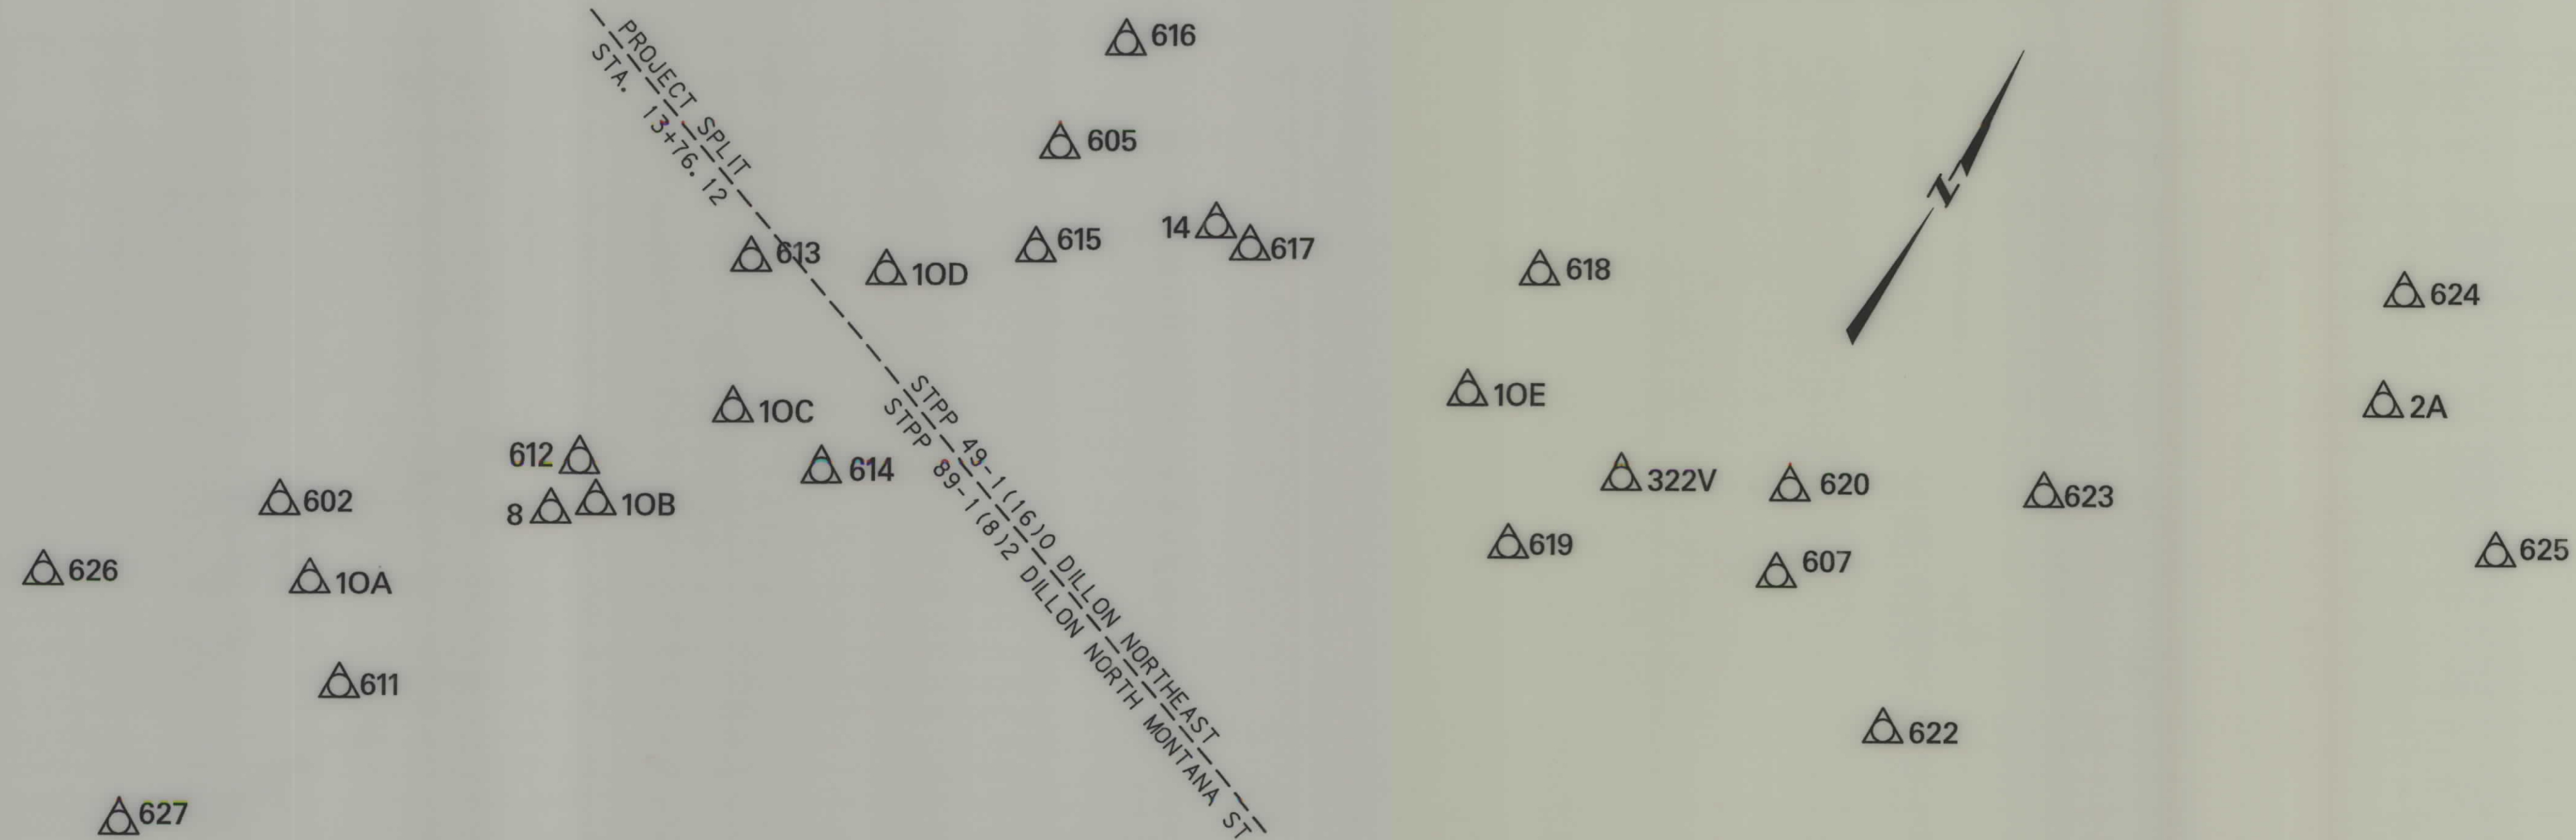 616
PROJECT SPLIT
STA. 13+76.12
605
14
617
615
613
10D
618
624
10E
2A
10C
612
614
322V
620
623
602
8
10B
STPP 49-1(16)0 DILLON NORTHEAST
STPP 89-1(8)2 DILLON NORTH MONTANA ST
619
625
607
626
10A
611
622
627
N